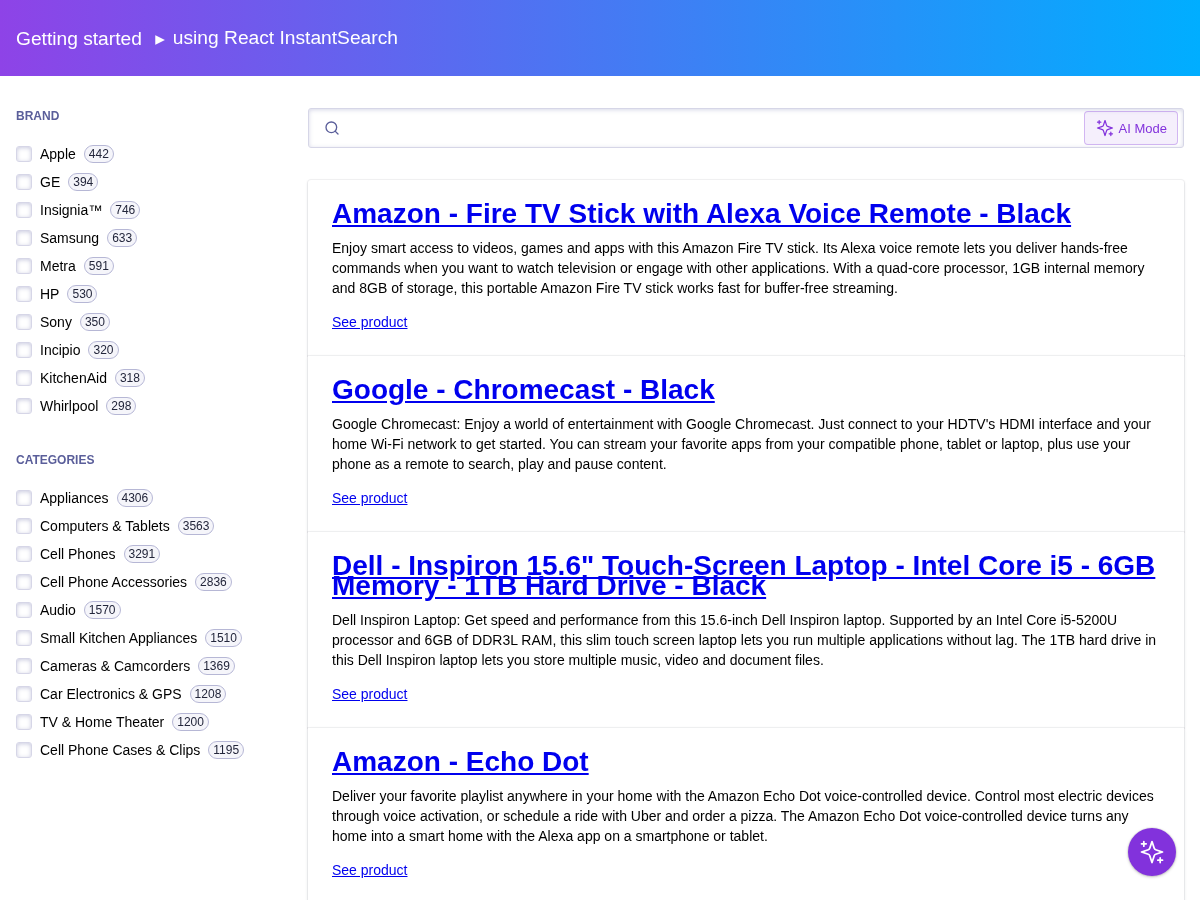 Getting started ▸ using React InstantSearch
BRAND
Apple 442
GE 394
Insignia™ 746
Samsung 633
Metra 591
HP 530
Sony 350
Incipio 320
KitchenAid 318
Whirlpool 298
CATEGORIES
Appliances 4306
Computers & Tablets 3563
Cell Phones 3291
Cell Phone Accessories 2836
Audio 1570
Small Kitchen Appliances 1510
Cameras & Camcorders 1369
Car Electronics & GPS 1208
TV & Home Theater 1200
Cell Phone Cases & Clips 1195
AI Mode
Amazon - Fire TV Stick with Alexa Voice Remote - Black
Enjoy smart access to videos, games and apps with this Amazon Fire TV stick. Its Alexa voice remote lets you deliver hands-free
commands when you want to watch television or engage with other applications. With a quad-core processor, 1GB internal memory
and 8GB of storage, this portable Amazon Fire TV stick works fast for buffer-free streaming.
See product
Google - Chromecast - Black
Google Chromecast: Enjoy a world of entertainment with Google Chromecast. Just connect to your HDTV's HDMI interface and your
home Wi-Fi network to get started. You can stream your favorite apps from your compatible phone, tablet or laptop, plus use your
phone as a remote to search, play and pause content.
See product
Dell - Inspiron 15.6" Touch-Screen Laptop - Intel Core i5 - 6GB
Memory - 1TB Hard Drive - Black
Dell Inspiron Laptop: Get speed and performance from this 15.6-inch Dell Inspiron laptop. Supported by an Intel Core i5-5200U
processor and 6GB of DDR3L RAM, this slim touch screen laptop lets you run multiple applications without lag. The 1TB hard drive in
this Dell Inspiron laptop lets you store multiple music, video and document files.
See product
Amazon - Echo Dot
Deliver your favorite playlist anywhere in your home with the Amazon Echo Dot voice-controlled device. Control most electric devices
through voice activation, or schedule a ride with Uber and order a pizza. The Amazon Echo Dot voice-controlled device turns any
home into a smart home with the Alexa app on a smartphone or tablet.
See product